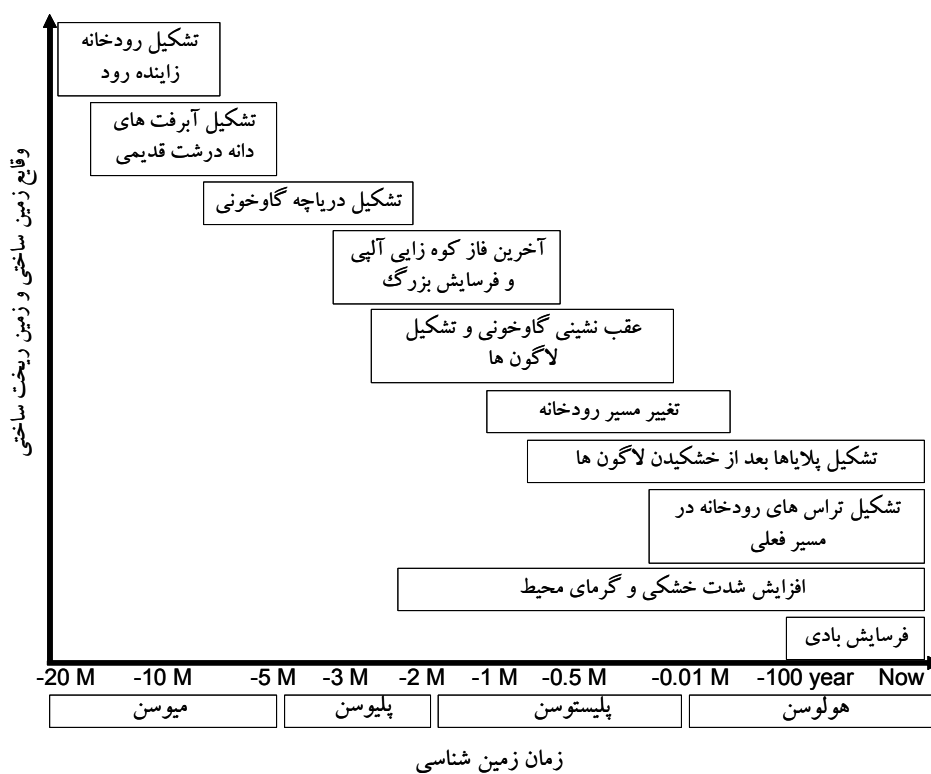 تشکیل رودخانه
زاینده رود
تشکیل آبرفت های
دانه درشت قدیمی
تشکیل دریاچه گاوخونی
آخرین فاز کوه زایی آلپی
و فرسایش بزرگ
عقب نشینی گاوخونی و تشکیل
لاگون ها
تغییر مسیر رودخانه
تشکیل پلایاها بعد از خشکیدن لاگون ها
تشکیل تراس های رودخانه در
مسیر فعلی
افزایش شدت خشکی و گرمای محیط
فرسایش بادی
وقایع زمین ساختی و زمین ریخت ساختی
-20 M -10 M -5 M -3 M -2 M -1 M -0.5 M -0.01 M -100 year Now
میوسن پلیوسن پلیستوسن هولوسن
زمان زمین شناسی